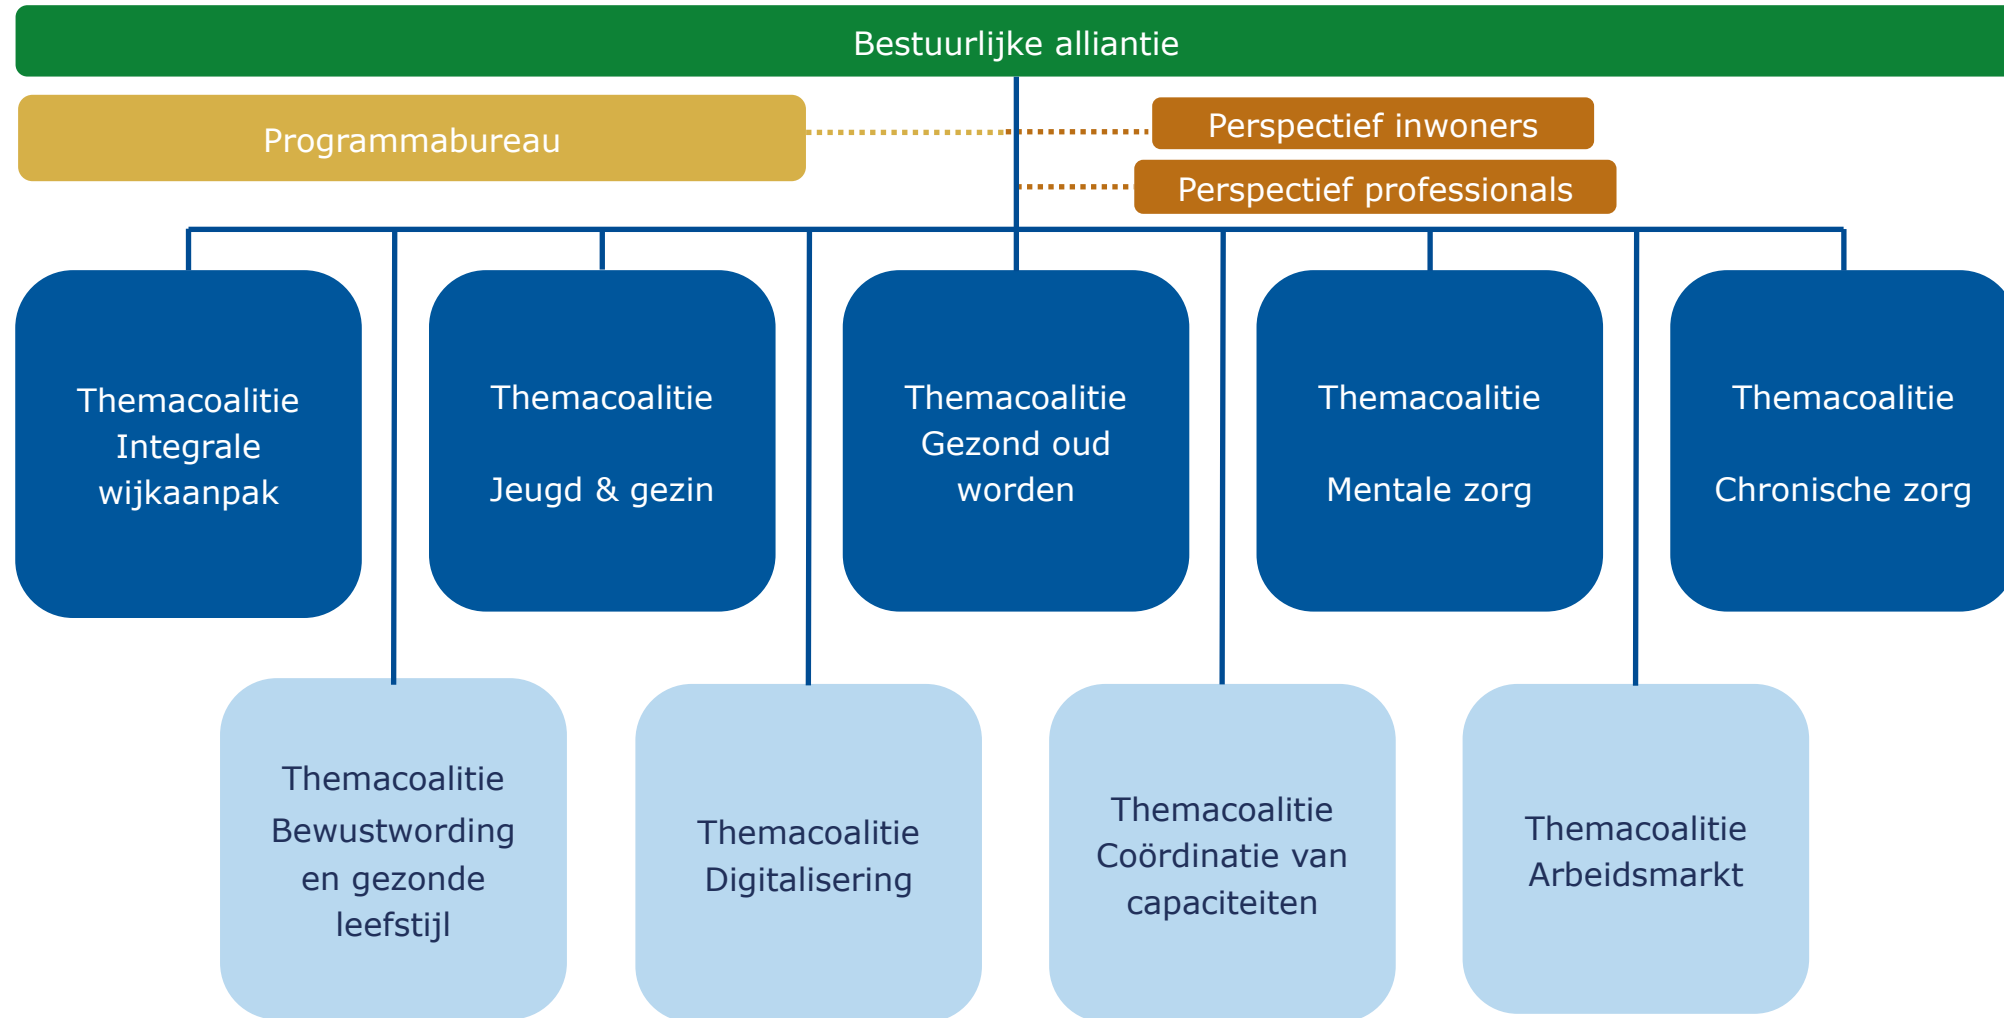 Bestuurlijke alliantie
Programmabureau
Perspectief inwoners
Perspectief professionals
Themacoalitie
Integrale
wijkaanpak
Themacoalitie
Jeugd & gezin
Themacoalitie
Gezond oud
worden
Themacoalitie
Mentale zorg
Themacoalitie
Chronische zorg
Themacoalitie
Bewustwording
en gezonde
leefstijl
Themacoalitie
Digitalisering
Themacoalitie
Coördinatie van
capaciteiten
Themacoalitie
Arbeidsmarkt